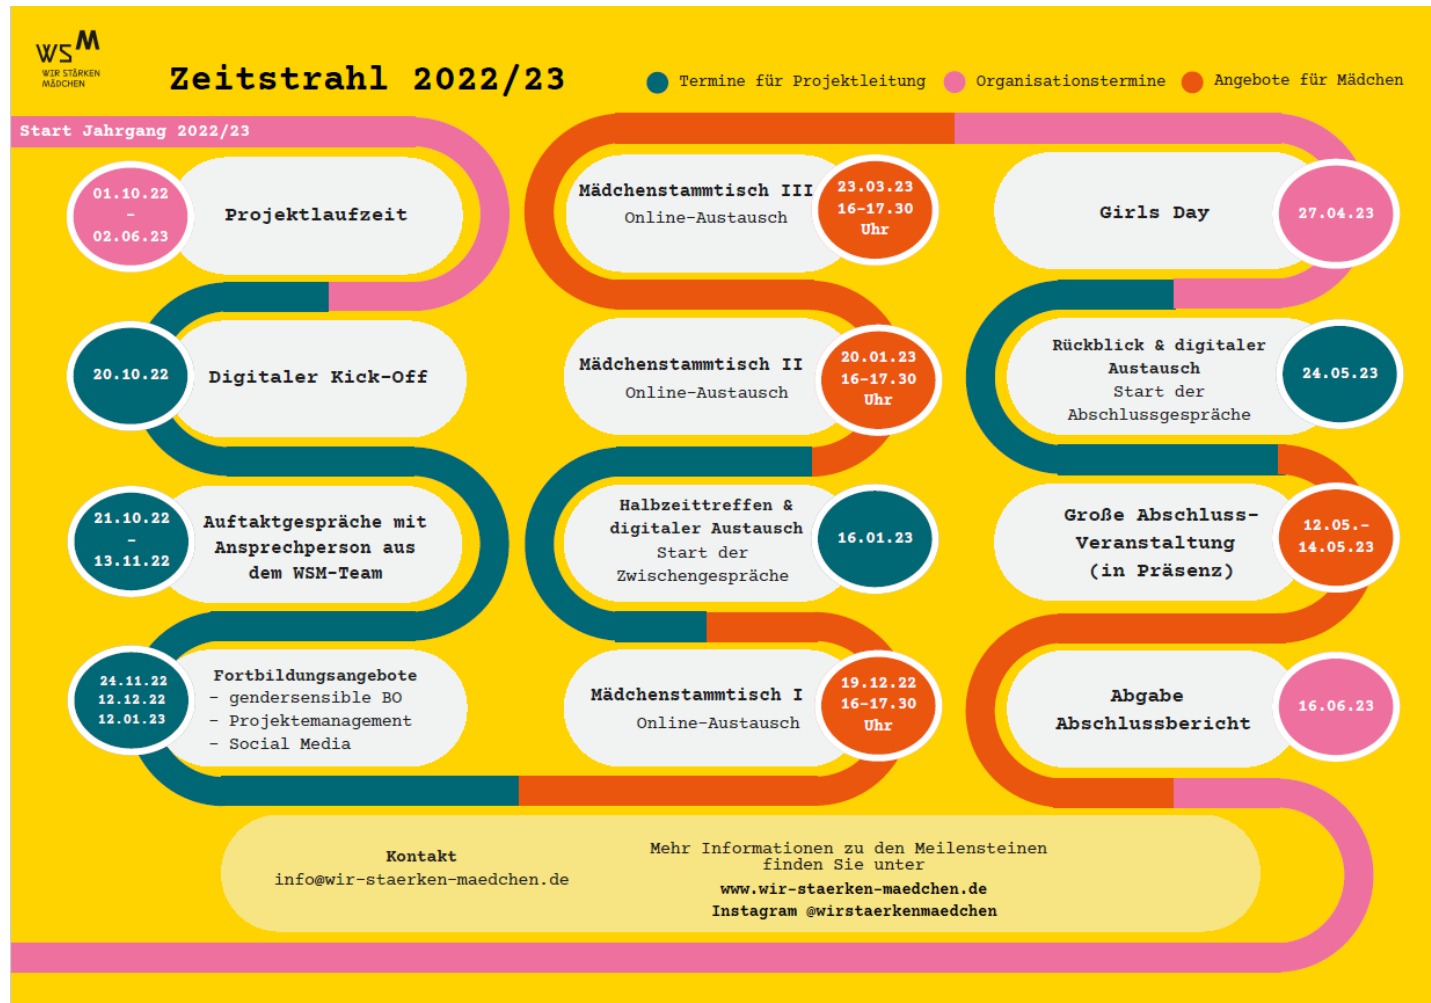 WSM
WIR STÄRKEN
MÄDCHEN
Zeitstrahl 2022/23
Termine für Projektleitung
Organisationstermine
Angebote für Mädchen
Start Jahrgang 2022/23
01.10.22
–
02.06.23
Projektlaufzeit
20.10.22
Digitaler Kick-Off
21.10.22
–
13.11.22
Auftaktgespräche mit
Ansprechperson aus
dem WSM-Team
24.11.22
12.12.22
12.01.23
Fortbildungsangebote
- gendersensible BO
- Projektemanagement
- Social Media
Mädchenstammtisch III
Online-Austausch
23.03.23
16-17.30
Uhr
Mädchenstammtisch II
Online-Austausch
20.01.23
16-17.30
Uhr
Halbzeittreffen &
digitaler Austausch
Start der
Zwischengespräche
16.01.23
Mädchenstammtisch I
Online-Austausch
19.12.22
16-17.30
Uhr
Girls Day
27.04.23
Rückblick & digitaler
Austausch
Start der
Abschlussgespräche
24.05.23
Große Abschluss-
Veranstaltung
(in Präsenz)
12.05.-
14.05.23
Abgabe
Abschlussbericht
16.06.23
Kontakt
info@wir-staerken-maedchen.de
Mehr Informationen zu den Meilensteinen
finden Sie unter
www.wir-staerken-maedchen.de
Instagram @wirstaerkenmaedchen